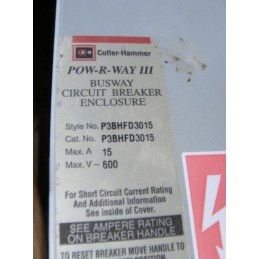 Cutler-Hammer
POW-R-WAY III
BUSWAY
CIRCUIT BREAKER
ENCLOSURE
Style No. P3BHFD3015
Cat. No. P3BHFD3015
Max. A 15
Max. V~ 600
For Short Circuit Current Rating
And Additional Information
See inside of Cover.
SEE AMPERE RATING
ON BREAKER HANDLE
TO RESET BREAKER MOVE HANDLE TO